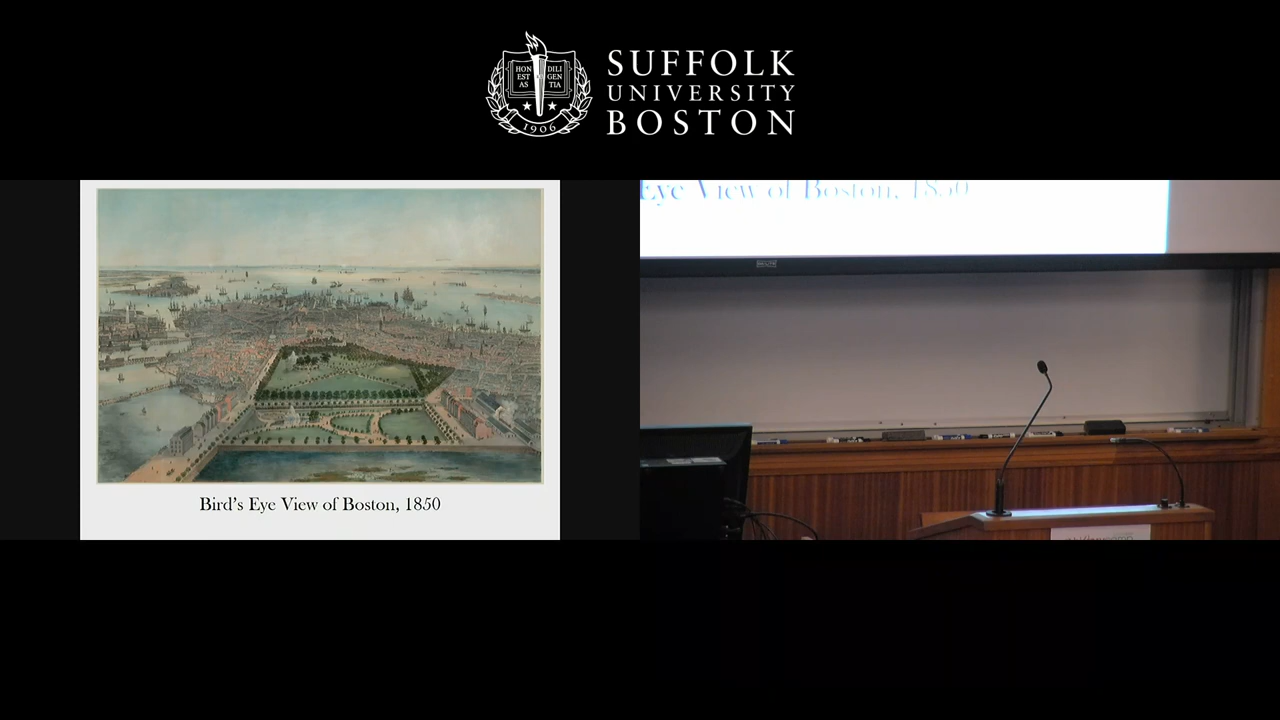 HON
EST
AS
DILI
GEN
TIA
1906
SUFFOLK
UNIVERSITY
BOSTON
Bird's Eye View of Boston, 1850
Eye View of Boston, 1850